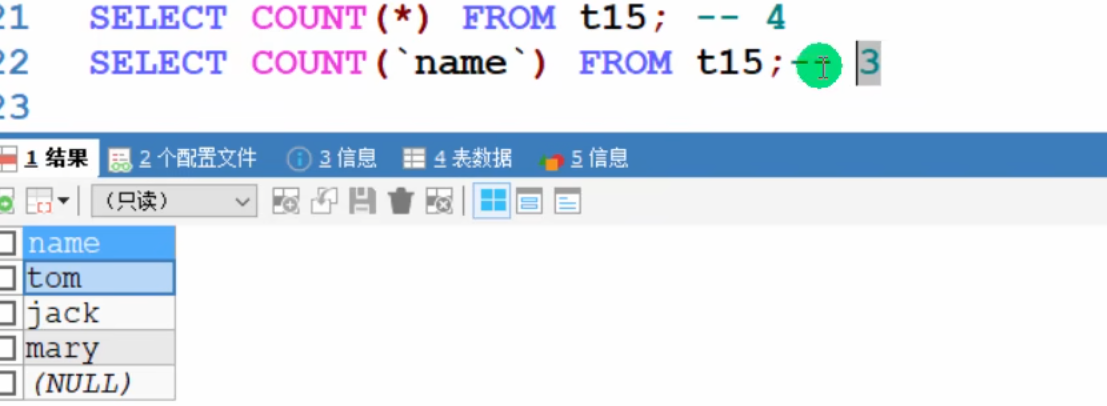 21 SELECT COUNT(*) FROM t15; -- 4
22 SELECT COUNT(`name`) FROM t15;-- 3
23
1 结果 2 个配置文件 3 信息 4 表数据 5 信息
(只读)
name
tom
jack
mary
(NULL)